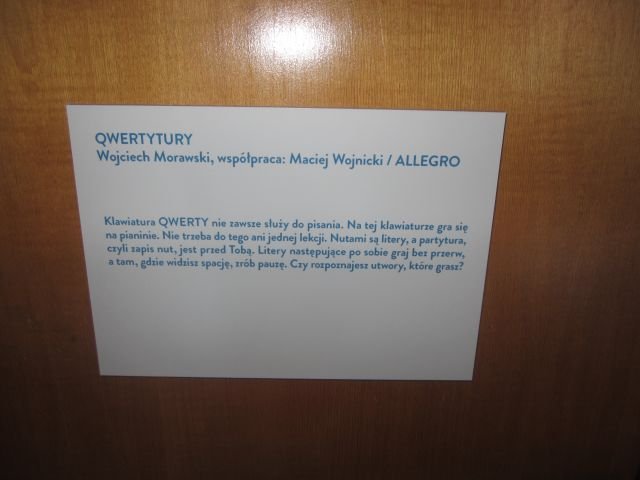 QWERTYTURY
Wojciech Morawski, współpraca: Maciej Wojnicki / ALLEGRO
Klawiatura QWERTY nie zawsze służy do pisania. Na tej klawiaturze gra się
na pianinie. Nie trzeba do tego ani jednej lekcji. Nutami są litery, a partytura,
czyli zapis nut, jest przed Tobą. Litery następujące po sobie graj bez przerw,
a tam, gdzie widzisz spację, zrób pauzę. Czy rozpoznajesz utwory, które grasz?